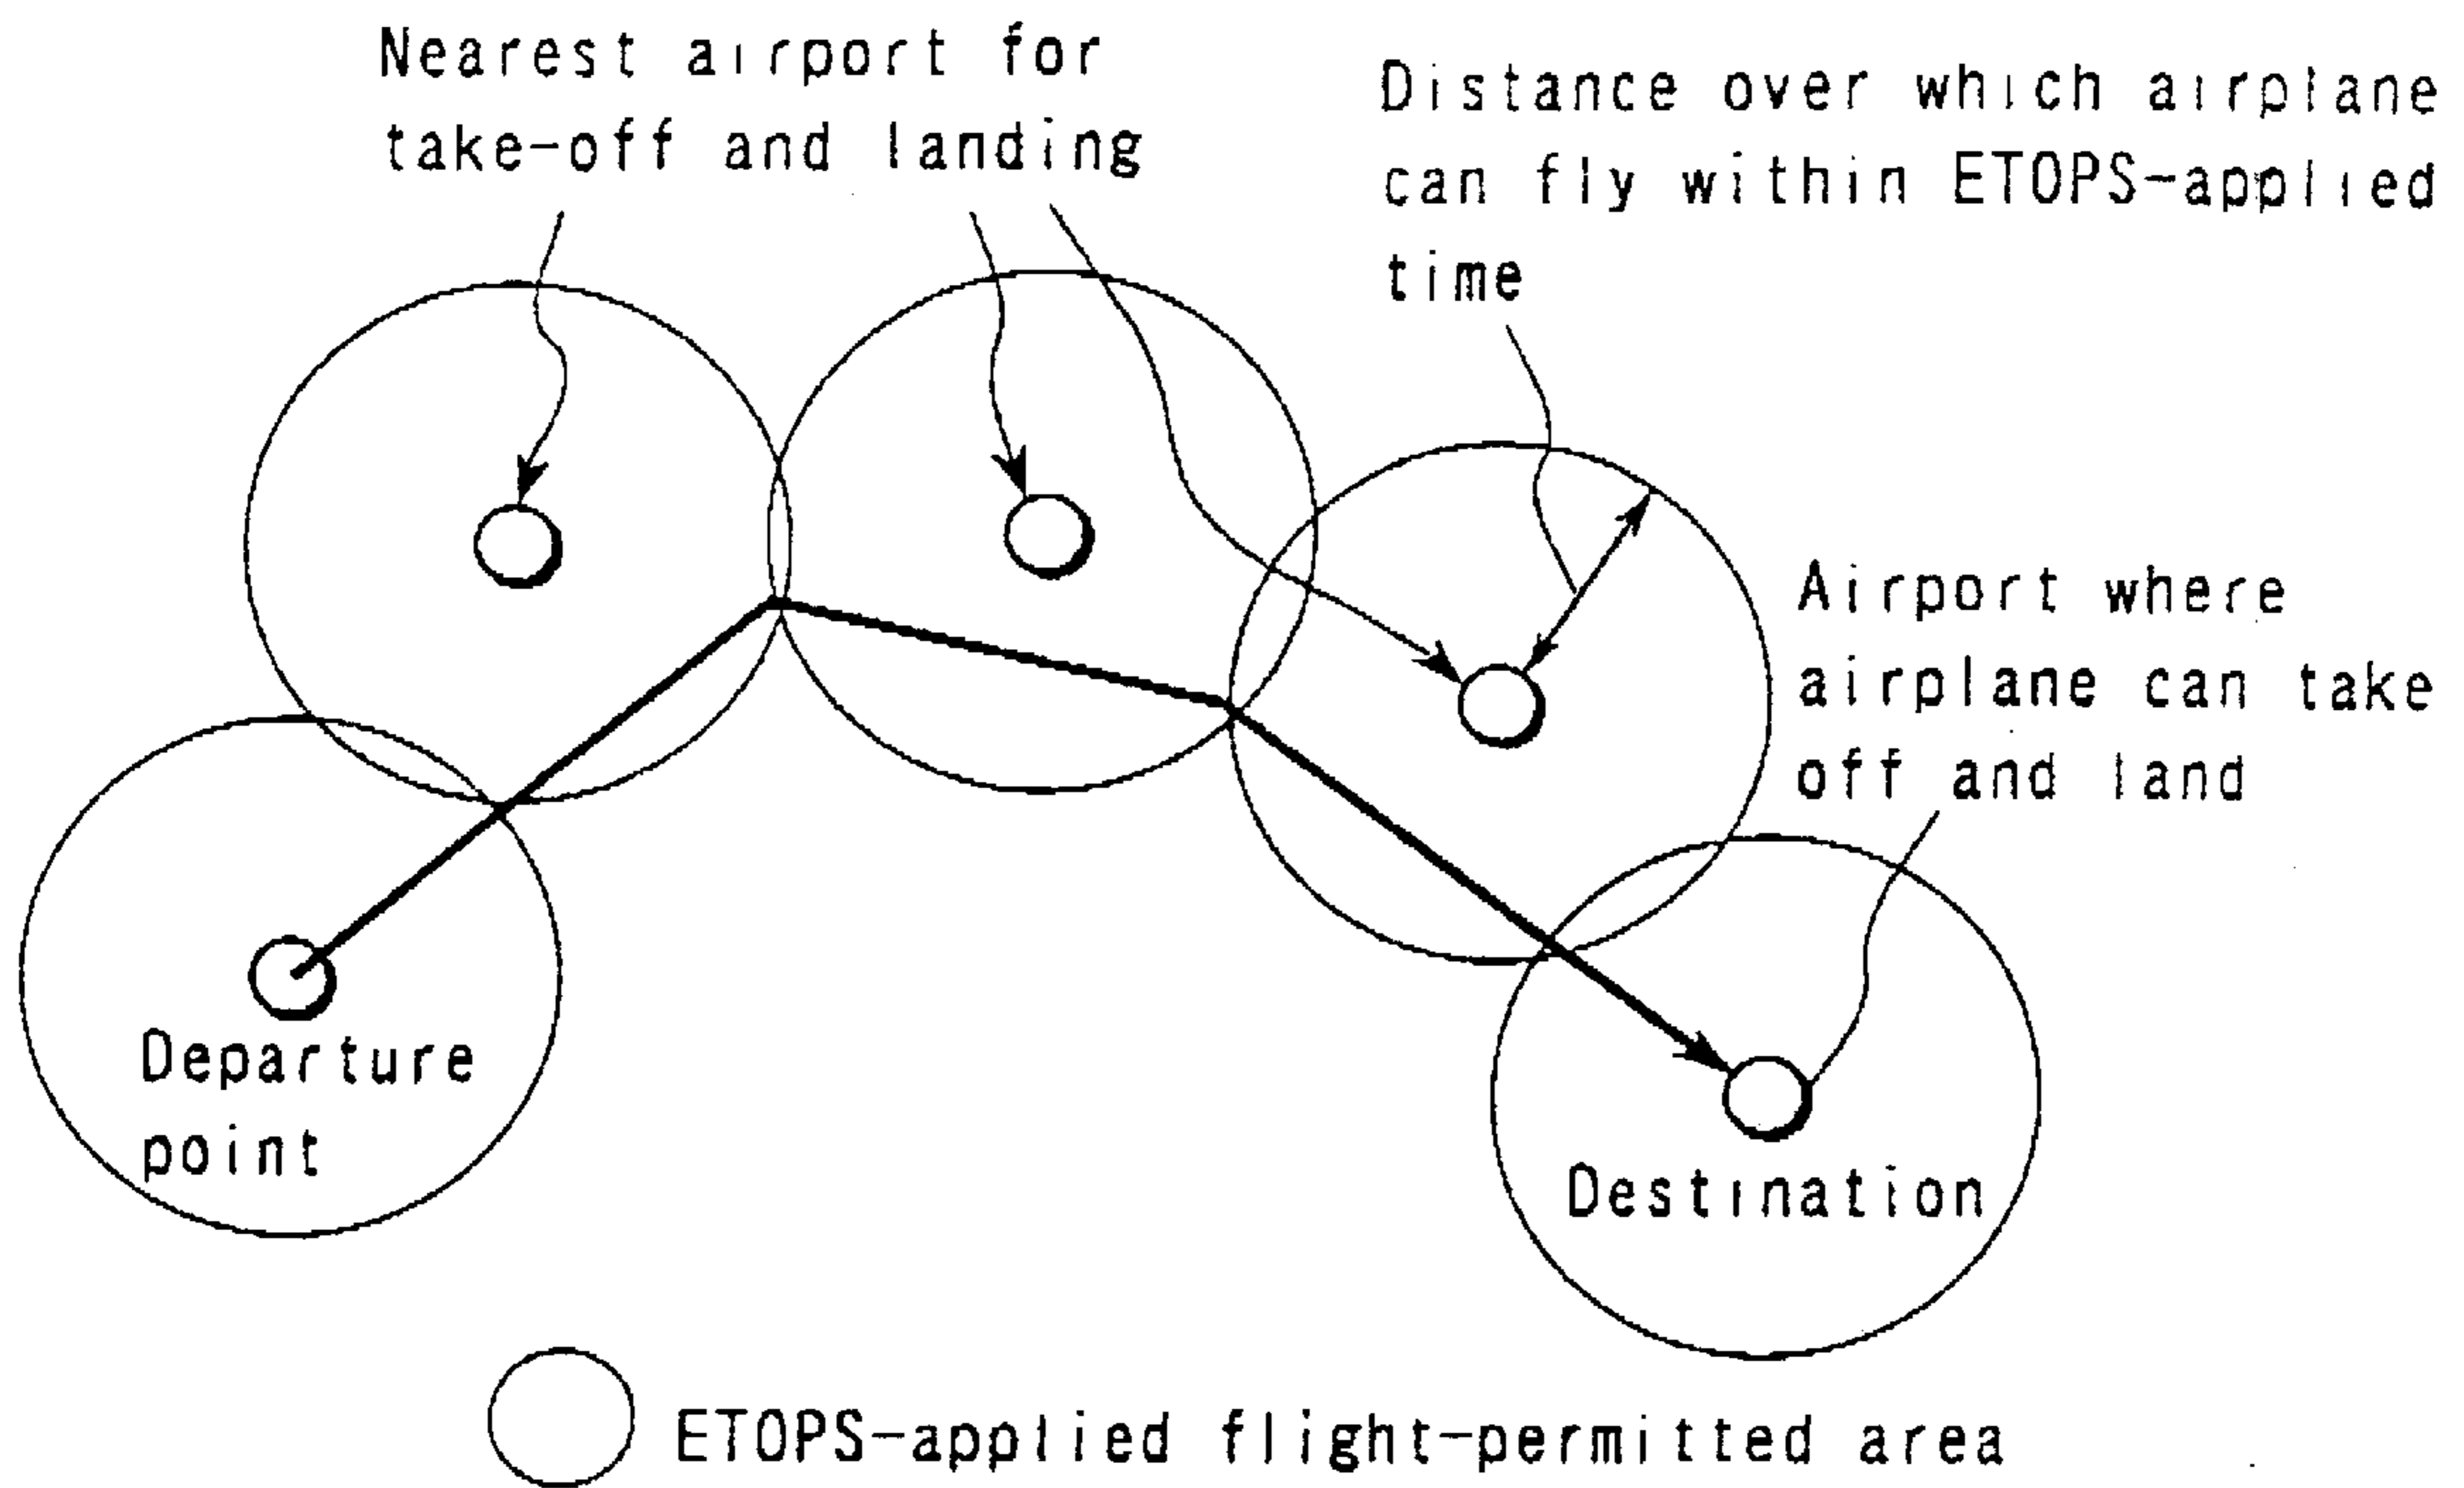 Nearest airport for
take-off and landing
Distance over which airplane
can fly within ETOPS-applied
time
Airport where
airplane can take
off and land
Departure
point
Destination
ETOPS-applied flight-permitted area